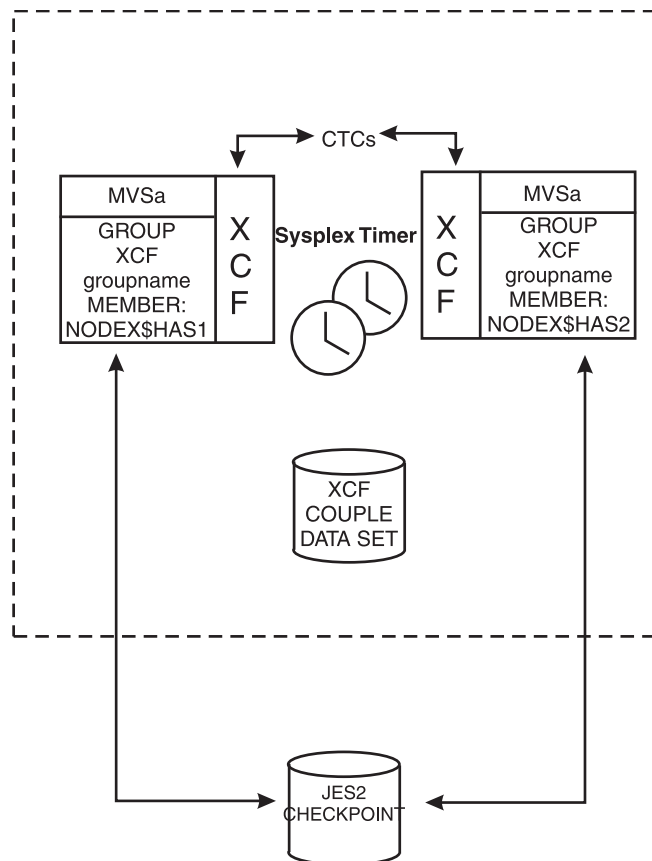 CTCs
MVSa
GROUP
XCF
groupname
MEMBER:
NODEX$HAS1
X
C
F
Sysplex Timer
X
C
F
MVSa
GROUP
XCF
groupname
MEMBER:
NODEX$HAS2
XCF
COUPLE
DATA SET
JES2
CHECKPOINT